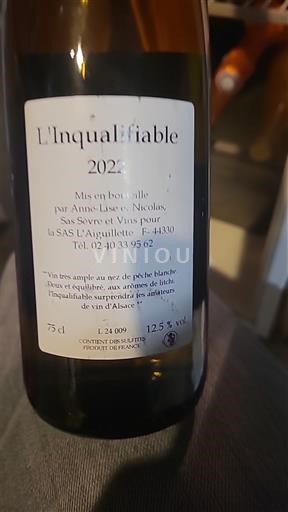 L'Inqualifiable
2022
Mis en bouteille
par Anne-Lise e. Nicolas,
Sas Sèvre et Vins pour
la SAS L'Aiguillette F- 44330
Tél. 02 40 33 95 62
VINIOU
"Vin très ample au nez de pêche blanche.
Doux et équilibré, aux arômes de litchi,
l'Inqualifiable surprendra les amateurs
de vin d'Alsace !"
75 cl
L 24 009
12.5 % vol.
CONTIENT DES SULFITES
PRODUIT DE FRANCE